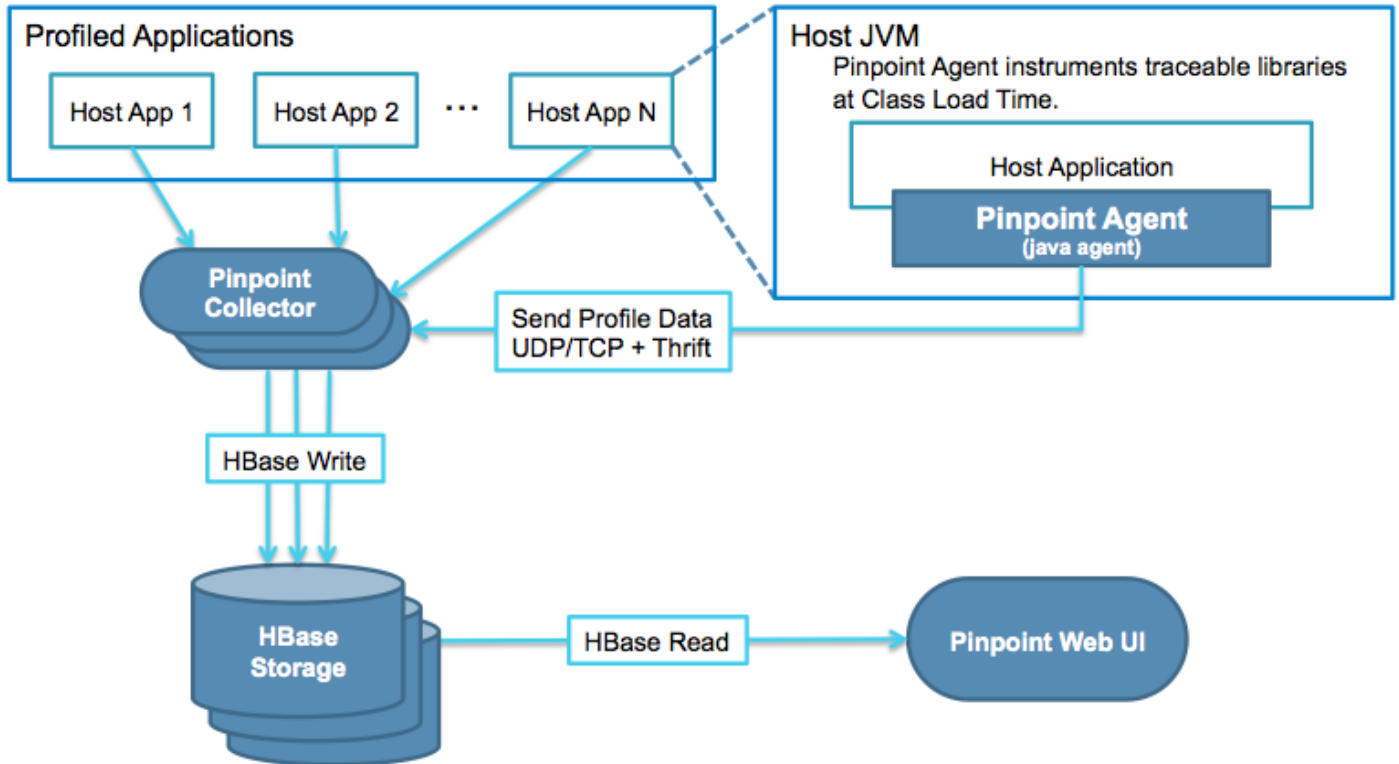 Profiled Applications
Host App 1
Host App 2
...
Host App N
Host JVM
Pinpoint Agent instruments traceable libraries
at Class Load Time.
Host Application
Pinpoint Agent
(java agent)
Pinpoint
Collector
Send Profile Data
UDP/TCP + Thrift
HBase Write
HBase
Storage
HBase Read
Pinpoint Web UI